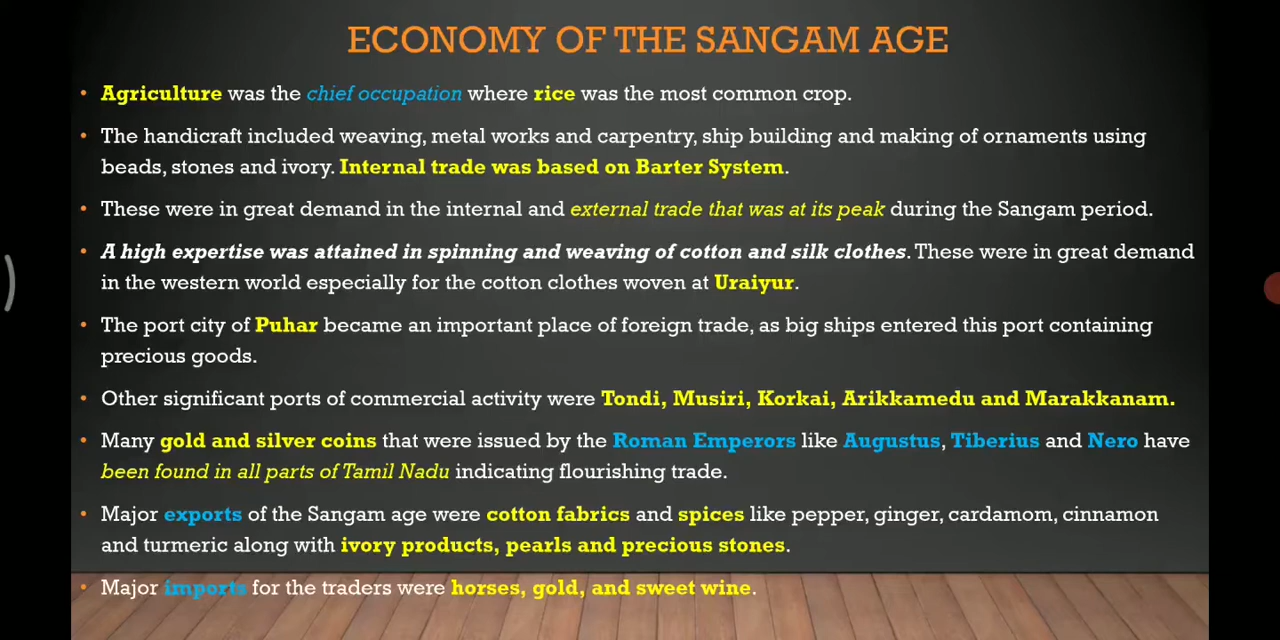 ECONOMY OF THE SANGAM AGE
• Agriculture was the chief occupation where rice was the most common crop.
• The handicraft included weaving, metal works and carpentry, ship building and making of ornaments using
beads, stones and ivory. Internal trade was based on Barter System.
• These were in great demand in the internal and external trade that was at its peak during the Sangam period.
• A high expertise was attained in spinning and weaving of cotton and silk clothes. These were in great demand
in the western world especially for the cotton clothes woven at Uraiyur.
• The port city of Puhar became an important place of foreign trade, as big ships entered this port containing
precious goods.
• Other significant ports of commercial activity were Tondi, Musiri, Korkai, Arikkamedu and Marakkanam.
• Many gold and silver coins that were issued by the Roman Emperors like Augustus, Tiberius and Nero have
been found in all parts of Tamil Nadu indicating flourishing trade.
• Major exports of the Sangam age were cotton fabrics and spices like pepper, ginger, cardamom, cinnamon
and turmeric along with ivory products, pearls and precious stones.
• Major imports for the traders were horses, gold, and sweet wine.